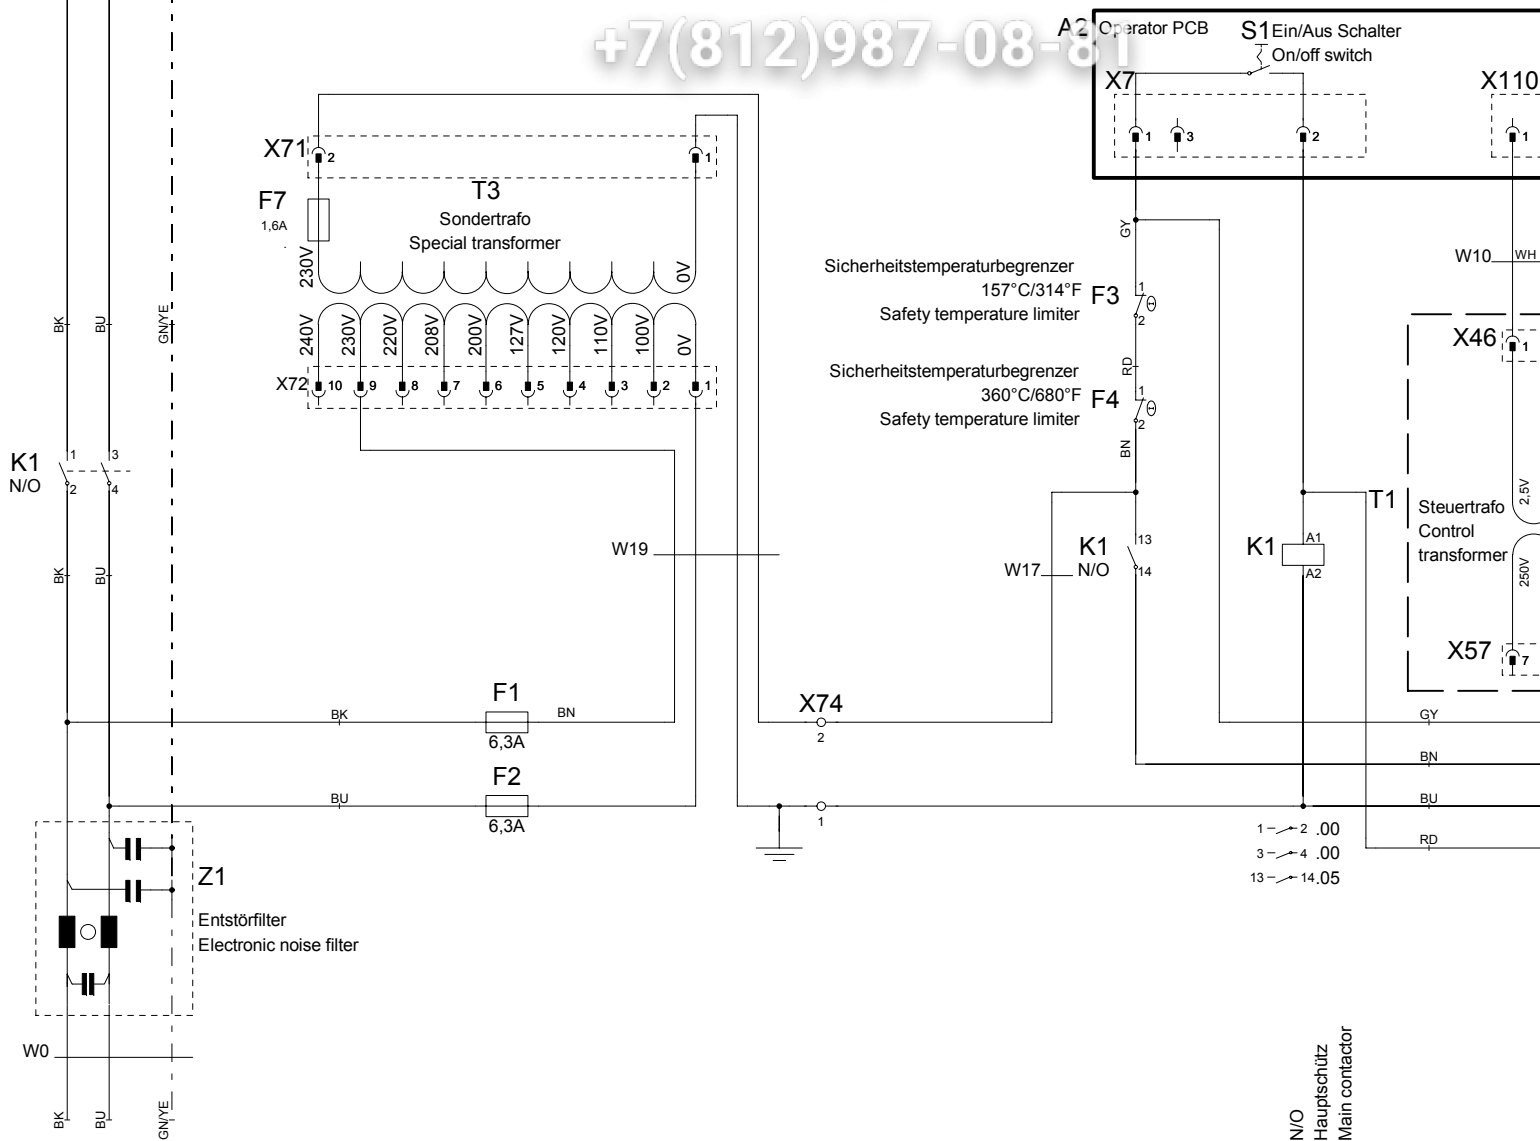 +7(812)987-08-81
A2 Operator PCB
S1 Ein/Aus Schalter
On/off switch
X7
X110
1
3
2
1
X71
2
1
F7
1,6A
T3
Sondertrafo
Special transformer
230V
0V
240V
230V
220V
208V
200V
127V
120V
110V
100V
0V
X72
10
9
8
7
6
5
4
3
2
1
GY
W10
WH
Sicherheitstemperaturbegrenzer
157°C/314°F
Safety temperature limiter
F3
1
2
RD
Sicherheitstemperaturbegrenzer
360°C/680°F
Safety temperature limiter
F4
1
2
BN
X46
1
BK
BU
GN/YE
K1
N/O
1
2
3
4
BK
BU
W19
W17
K1
N/O
13
14
K1
A1
A2
T1
Steuertrafo
Control
transformer
2,5V
250V
X57
7
F1
BK
BN
6,3A
F2
BU
6,3A
X74
2
1
GY
BN
BU
RD
1
2 .00
3
4 .00
13
14 .05
Z1
Entstörfilter
Electronic noise filter
W0
BK
BU
GN/YE
N/O
Hauptschütz
Main contactor